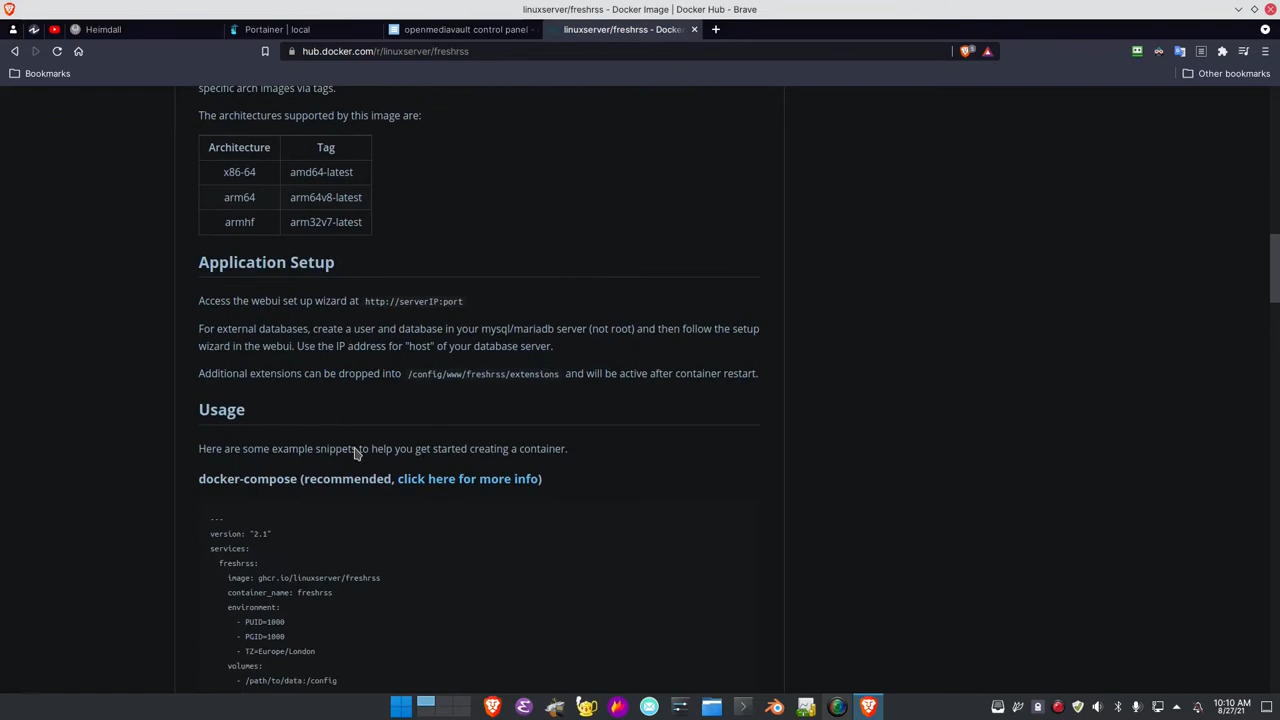 linuxserver/freshrss - Docker Image | Docker Hub - Brave
Heimdall
Portainer | local
openmediavault control panel -
linuxserver/freshrss - Docke
hub.docker.com/r/linuxserver/freshrss
Bookmarks
Other bookmarks
specific arch images via tags.
The architectures supported by this image are:
Architecture Tag
x86-64 amd64-latest
arm64 arm64v8-latest
armhf arm32v7-latest
Application Setup
Access the webui set up wizard at http://serverIP:port
For external databases, create a user and database in your mysql/mariadb server (not root) and then follow the setup
wizard in the webui. Use the IP address for "host" of your database server.
Additional extensions can be dropped into /config/www/freshrss/extensions and will be active after container restart.
Usage
Here are some example snippets to help you get started creating a container.
docker-compose (recommended, click here for more info)
---
version: "2.1"
services:
freshrss:
image: ghcr.io/linuxserver/freshrss
container_name: freshrss
environment:
- PUID=1000
- PGID=1000
- TZ=Europe/London
volumes:
- /path/to/data:/config
10:10 AM
8/27/21